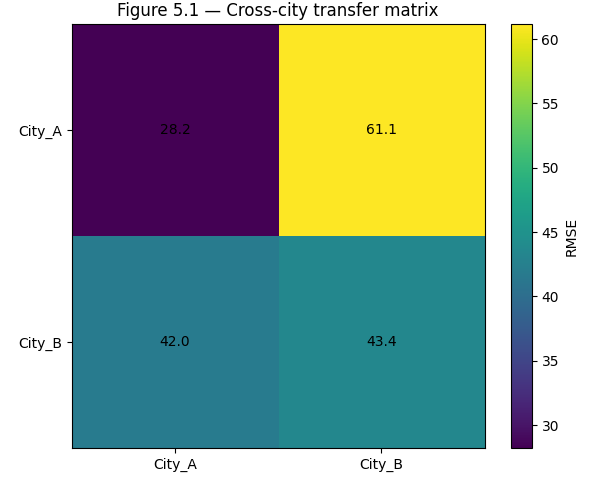 Figure 5.1 — Cross-city transfer matrix
City_A
28.2
61.1
City_B
42.0
43.4
City_A
City_B
60
55
50
45
40
35
30
RMSE